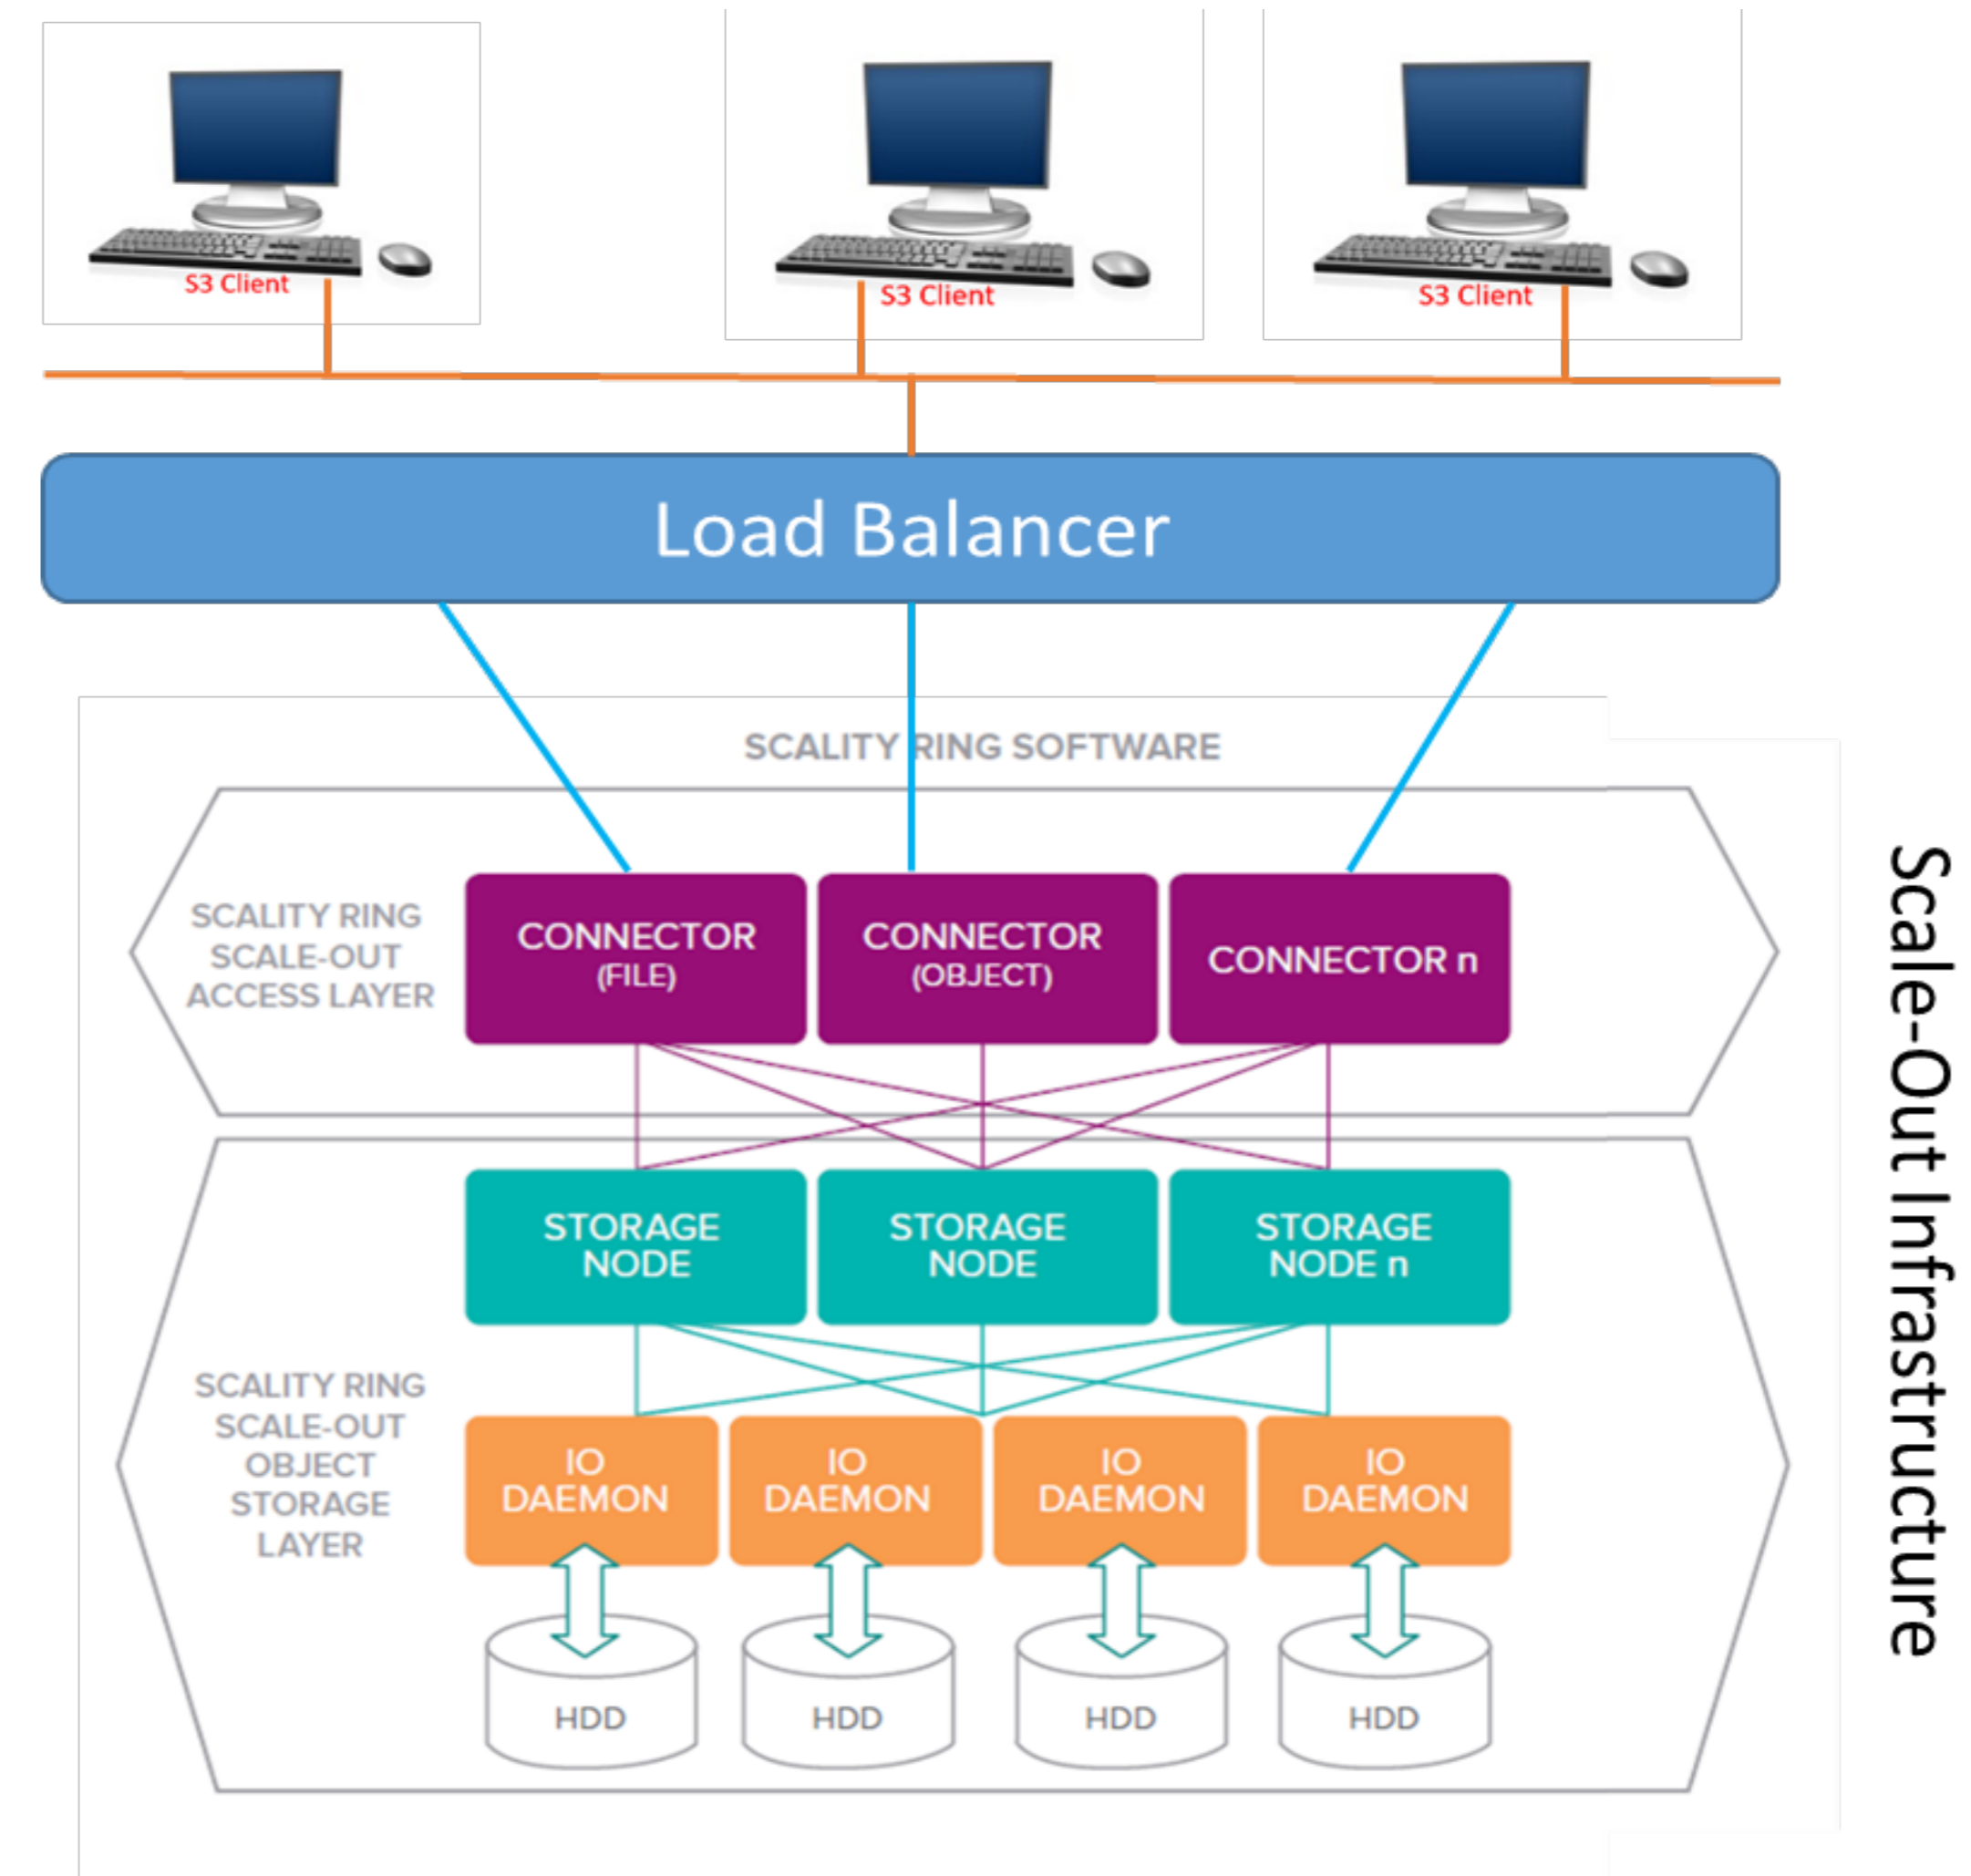 S3 Client
S3 Client
S3 Client
Load Balancer
SCALITY RING SOFTWARE
SCALITY RING
SCALE-OUT
ACCESS LAYER
CONNECTOR
(FILE)
CONNECTOR
(OBJECT)
CONNECTOR n
STORAGE
NODE
STORAGE
NODE
STORAGE
NODE n
SCALITY RING
SCALE-OUT
OBJECT
STORAGE
LAYER
IO
DAEMON
IO
DAEMON
IO
DAEMON
IO
DAEMON
HDD
HDD
HDD
HDD
Scale-Out Infrastructure